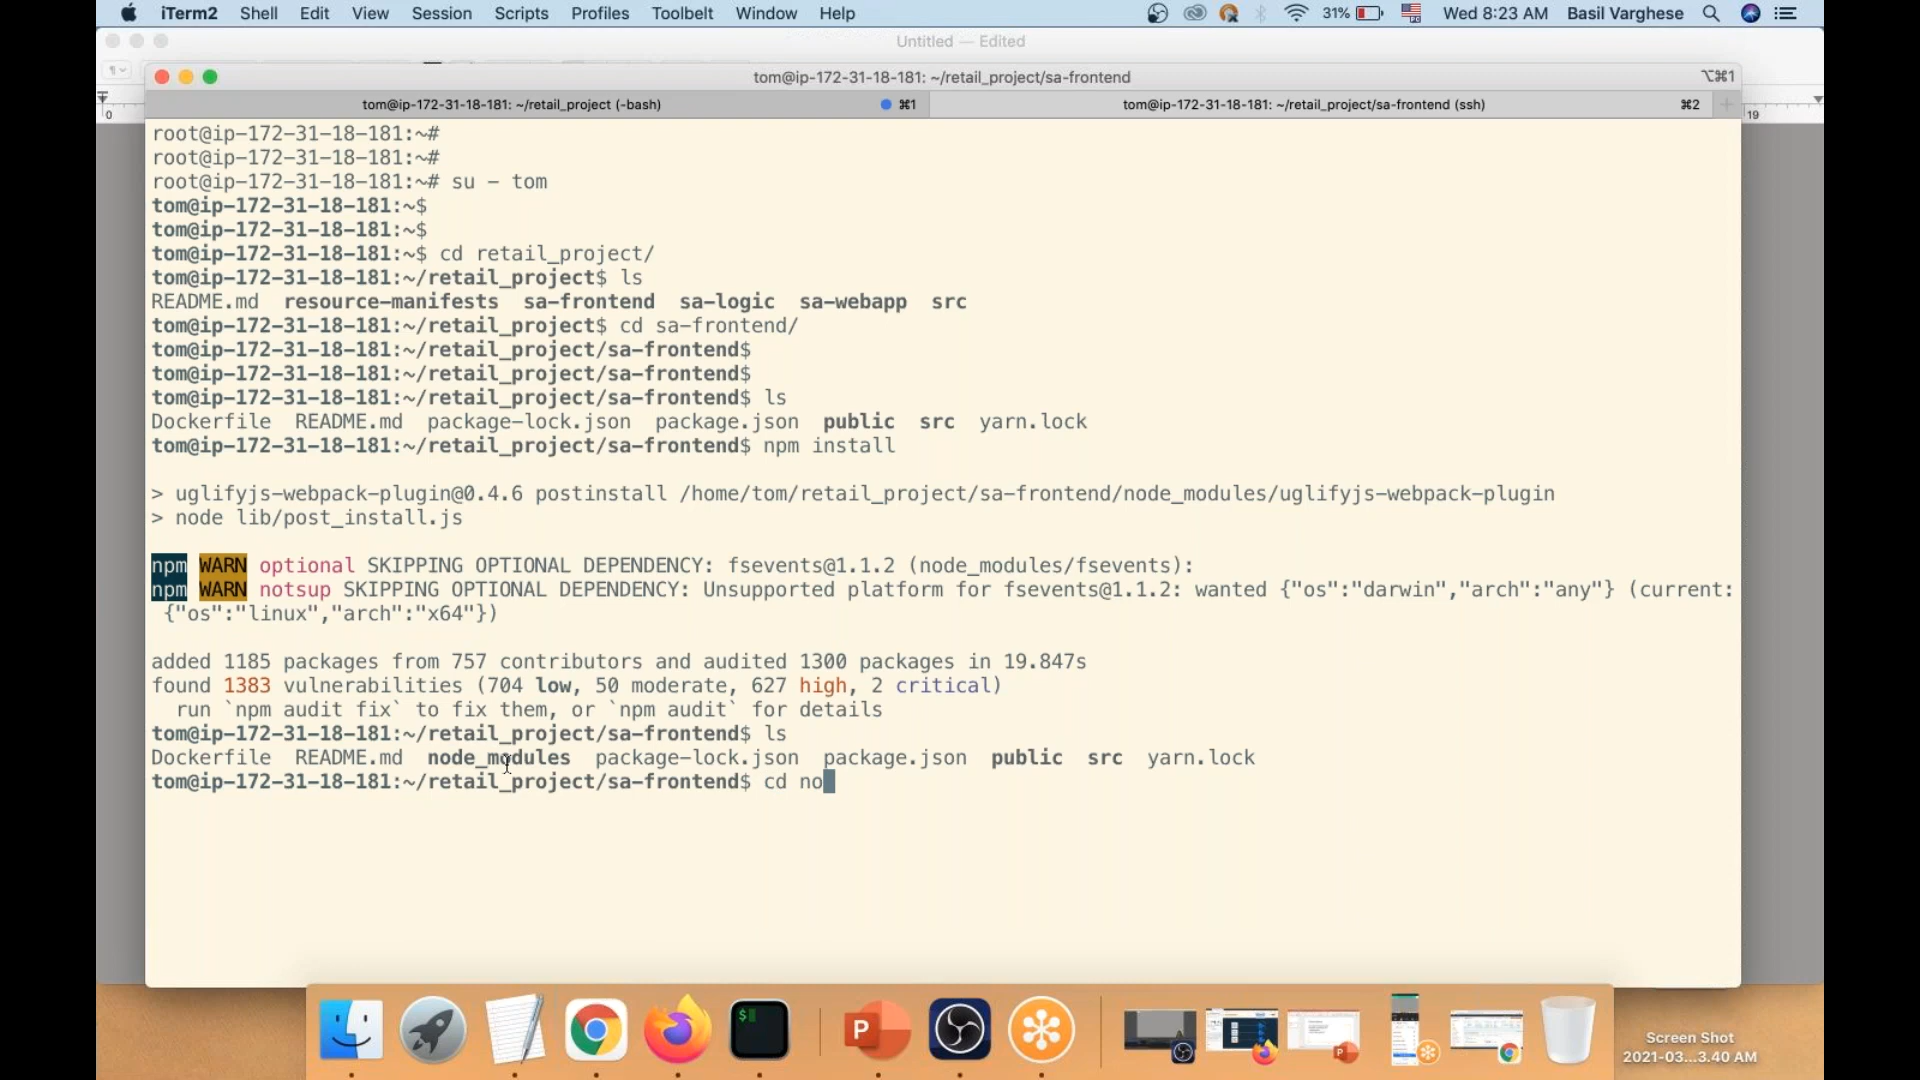 iTerm2 Shell Edit View Session Scripts Profiles Toolbelt Window Help 31% Wed 8:23 AM Basil Varghese
Untitled — Edited
tom@ip-172-31-18-181: ~/retail_project/sa-frontend ⌥⌘1
tom@ip-172-31-18-181: ~/retail_project (-bash) ⌘1 tom@ip-172-31-18-181: ~/retail_project/sa-frontend (ssh) ⌘2
0 19
root@ip-172-31-18-181:~#
root@ip-172-31-18-181:~#
root@ip-172-31-18-181:~# su - tom
tom@ip-172-31-18-181:~$
tom@ip-172-31-18-181:~$
tom@ip-172-31-18-181:~$ cd retail_project/
tom@ip-172-31-18-181:~/retail_project$ ls
README.md resource-manifests sa-frontend sa-logic sa-webapp src
tom@ip-172-31-18-181:~/retail_project$ cd sa-frontend/
tom@ip-172-31-18-181:~/retail_project/sa-frontend$
tom@ip-172-31-18-181:~/retail_project/sa-frontend$
tom@ip-172-31-18-181:~/retail_project/sa-frontend$ ls
Dockerfile README.md package-lock.json package.json public src yarn.lock
tom@ip-172-31-18-181:~/retail_project/sa-frontend$ npm install
> uglifyjs-webpack-plugin@0.4.6 postinstall /home/tom/retail_project/sa-frontend/node_modules/uglifyjs-webpack-plugin
> node lib/post_install.js
npm WARN optional SKIPPING OPTIONAL DEPENDENCY: fsevents@1.1.2 (node_modules/fsevents):
npm WARN notsup SKIPPING OPTIONAL DEPENDENCY: Unsupported platform for fsevents@1.1.2: wanted {"os":"darwin","arch":"any"} (current:
{"os":"linux","arch":"x64"})
added 1185 packages from 757 contributors and audited 1300 packages in 19.847s
found 1383 vulnerabilities (704 low, 50 moderate, 627 high, 2 critical)
run `npm audit fix` to fix them, or `npm audit` for details
tom@ip-172-31-18-181:~/retail_project/sa-frontend$ ls
Dockerfile README.md node_modules package-lock.json package.json public src yarn.lock
tom@ip-172-31-18-181:~/retail_project/sa-frontend$ cd no
Screen Shot
2021-03...3.40 AM